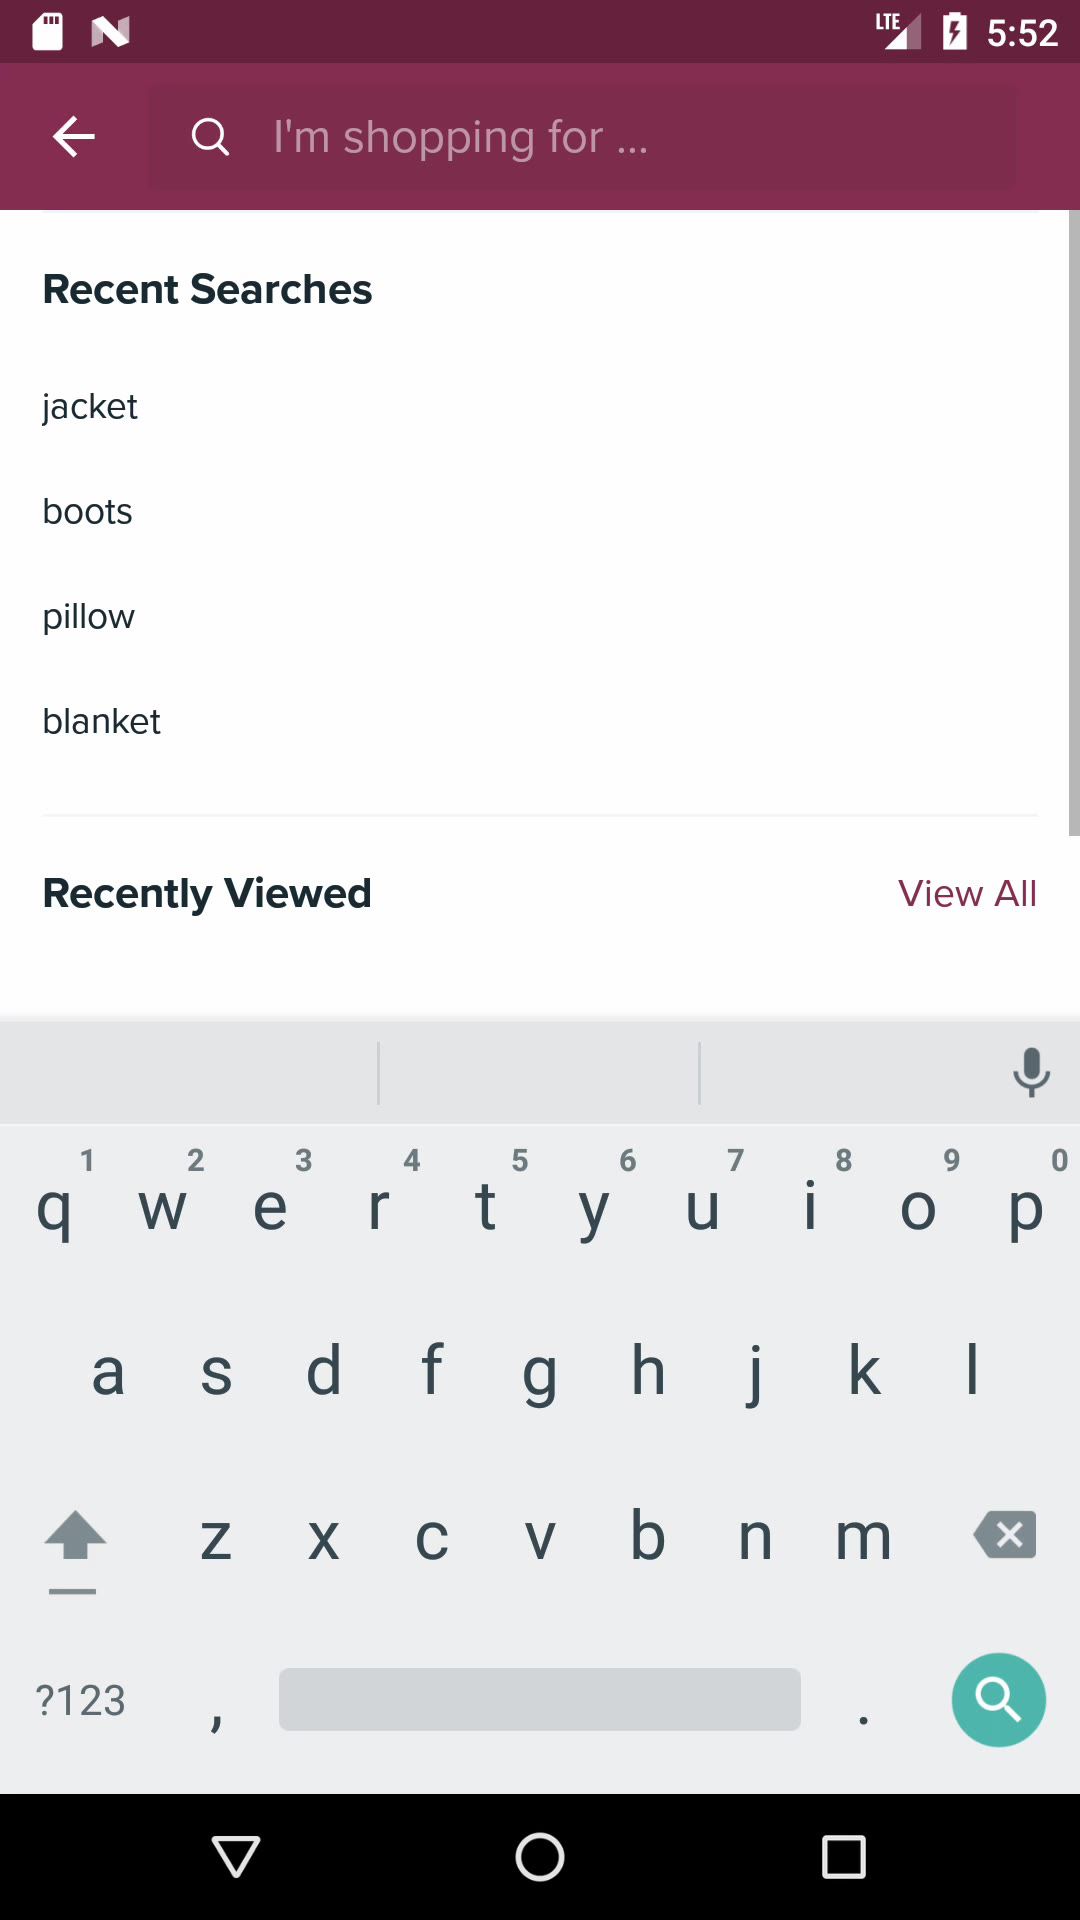 LTE 5:52
I'm shopping for ...
Recent Searches
jacket
boots
pillow
blanket
Recently Viewed View All
1 2 3 4 5 6 7 8 9 0
q w e r t y u i o p
a s d f g h j k l
z x c v b n m
?123 , .